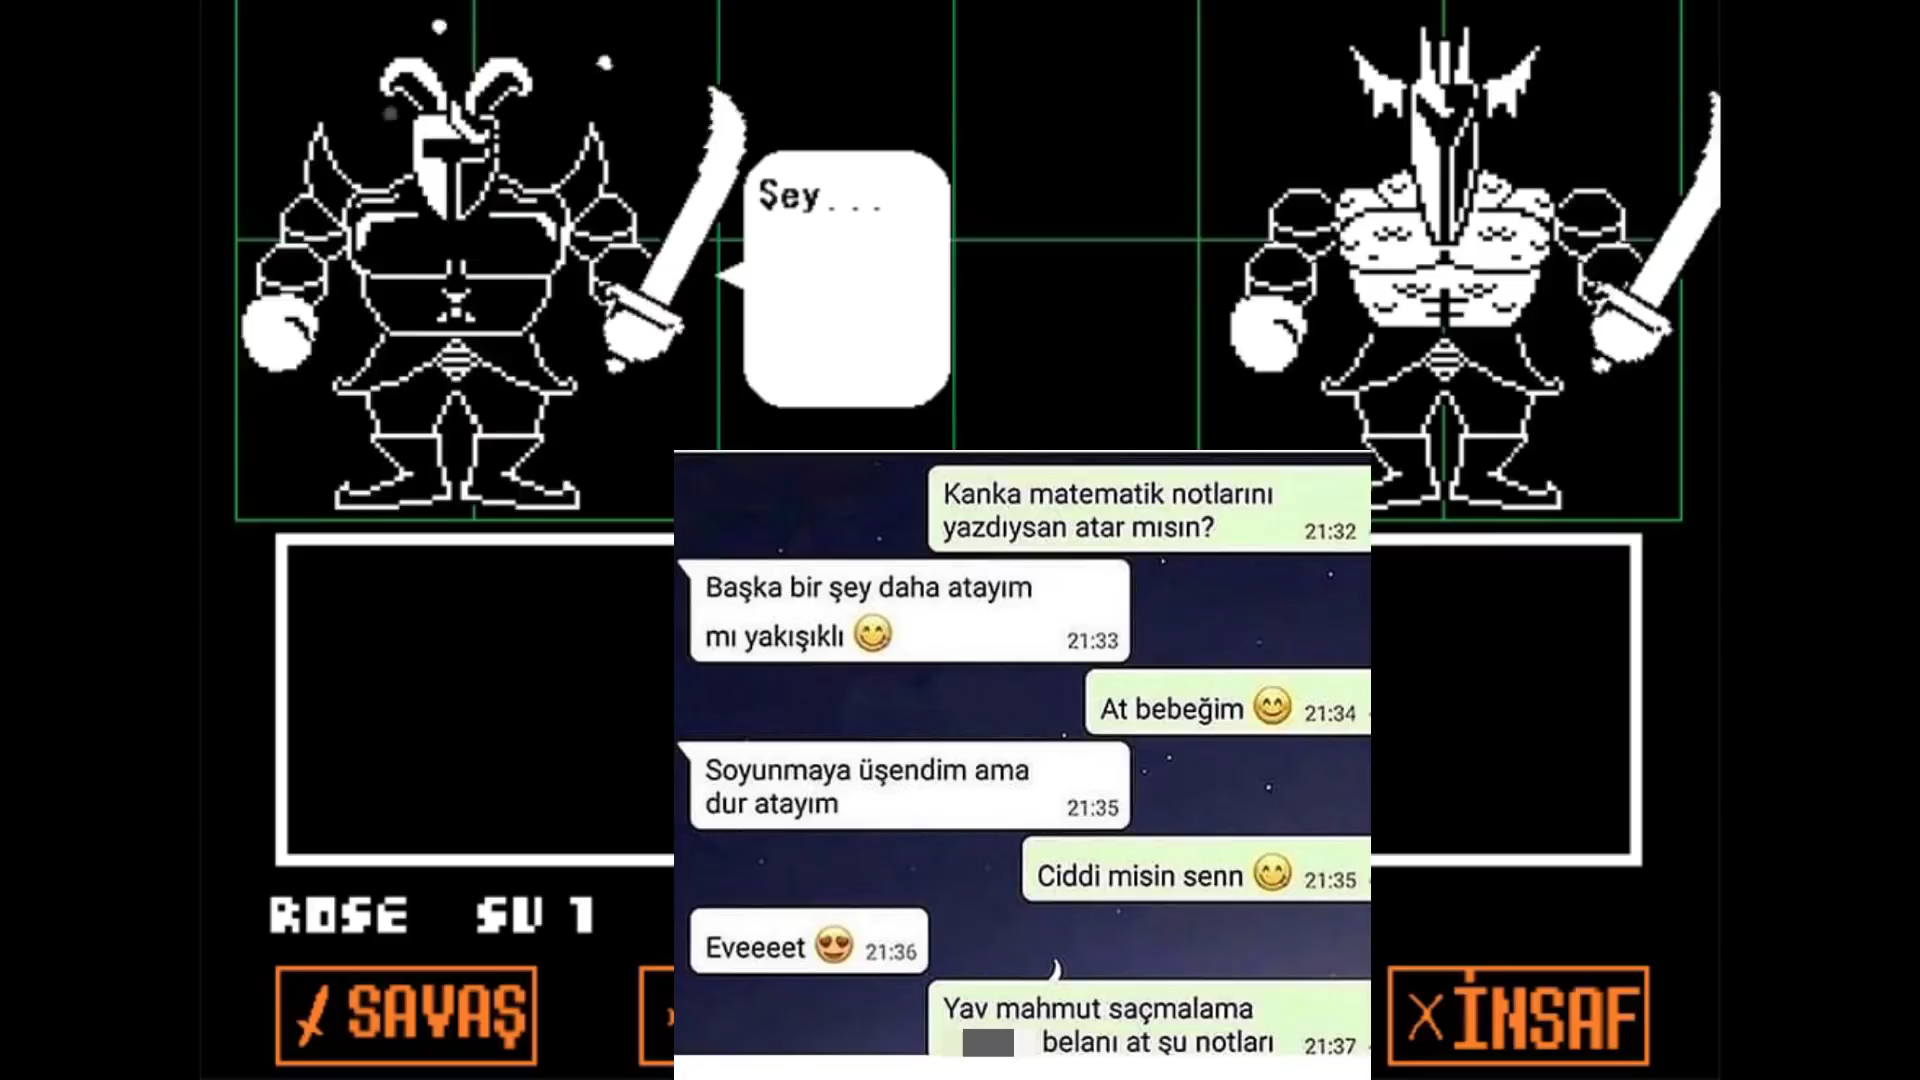 Şey...
Kanka matematik notlarını
yazdıysan atar mısın? 21:32
Başka bir şey daha atayım
mı yakışıklı 😋 21:33
At bebeğim 😊 21:34
Soyunmaya üşendim ama
dur atayım 21:35
Ciddi misin senn 😋 21:35
Eveeeet 😍 21:36
Yav mahmut saçmalama
belanı at şu notları 21:37
ROSE SV 1
SAVAŞ
İNSAF